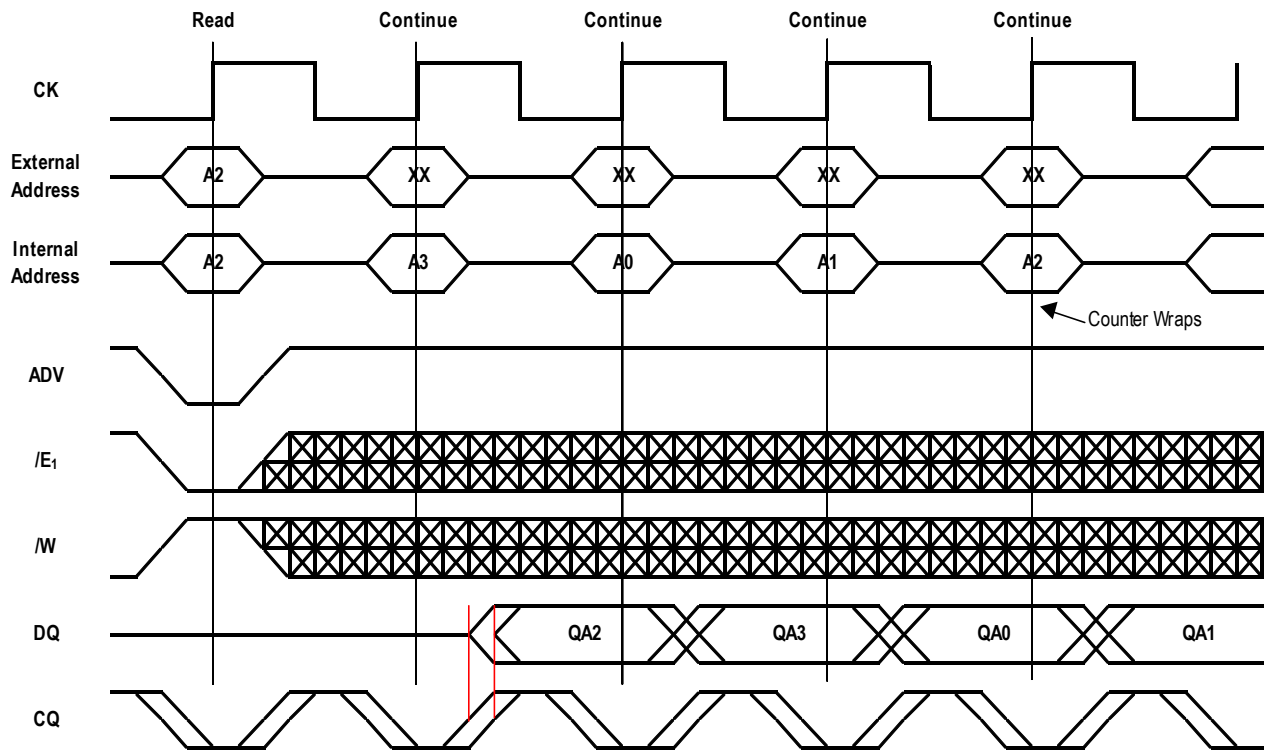 Read Continue Continue Continue Continue
CK
External
Address
A2 XX XX XX XX
Internal
Address
A2 A3 A0 A1 A2
Counter Wraps
ADV
/E1
/W
DQ QA2 QA3 QA0 QA1
CQ